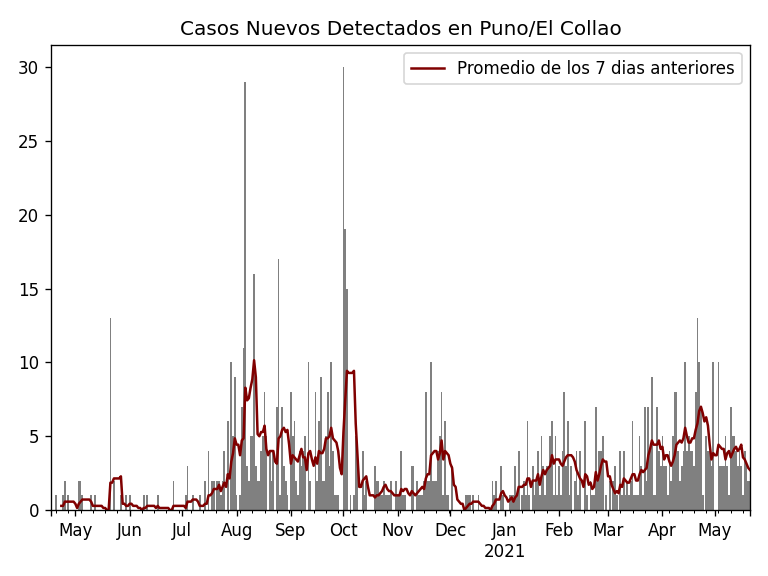 Casos Nuevos Detectados en Puno/El Collao
Promedio de los 7 dias anteriores
30
25
20
15
10
5
0
May Jun Jul Aug Sep Oct Nov Dec Jan Feb Mar Apr May
2021